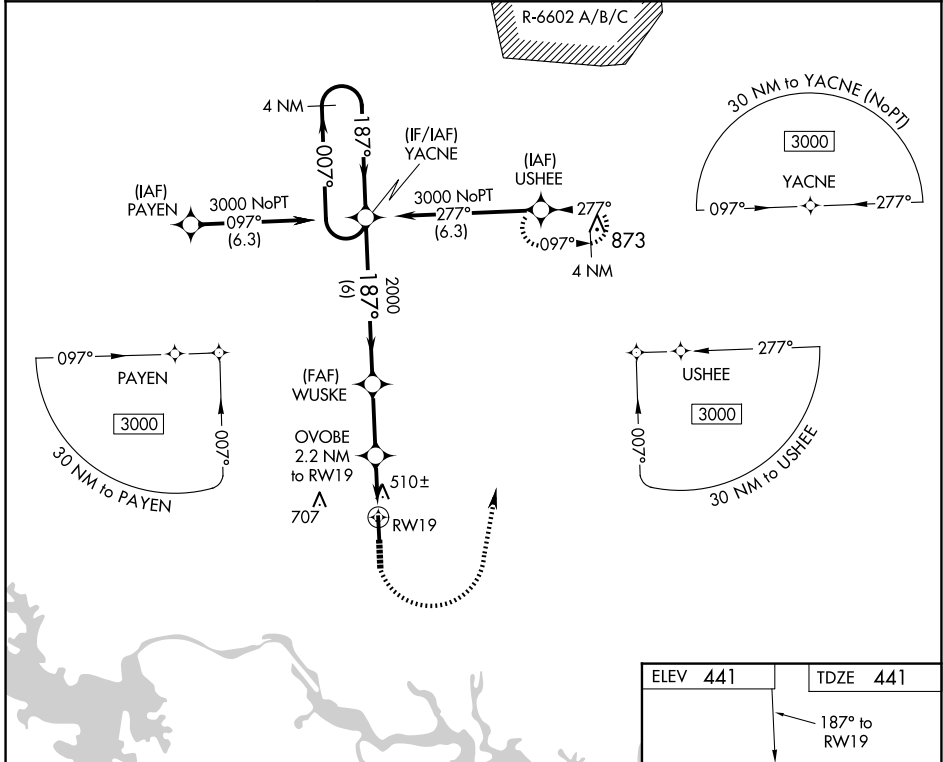 R-6602 A/B/C
30 NM to YACNE (NoPT)
3000
YACNE
097°
277°
4 NM
187°
007°
(IF/IAF)
YACNE
(IAF)
PAYEN
3000 NoPT
097°
(6.3)
(IAF)
USHEE
3000 NoPT
277°
(6.3)
277°
097°
873
4 NM
2000
187°
(6)
097°
PAYEN
3000
007°
30 NM to PAYEN
277°
USHEE
3000
007°
30 NM to USHEE
(FAF)
WUSKE
OVOBE
2.2 NM
to RW19
510±
707
RW19
ELEV 441
TDZE 441
187° to
RW19